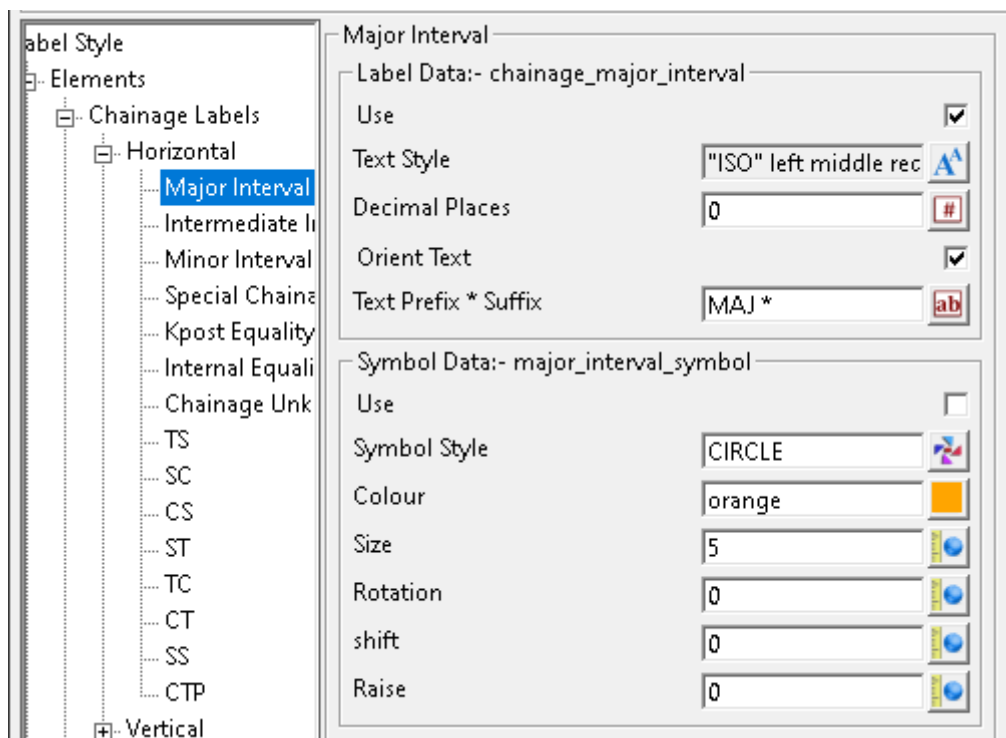 abel Style
Elements
Chainage Labels
Horizontal
Major Interval
Intermediate I
Minor Interval
Special Chaina
Kpost Equality
Internal Equali
Chainage Unk
TS
SC
CS
ST
TC
CT
SS
CTP
Vertical
Major Interval
Label Data:- chainage_major_interval
Use
Text Style "ISO" left middle rec
Decimal Places 0
Orient Text
Text Prefix * Suffix MAJ *
Symbol Data:- major_interval_symbol
Use
Symbol Style CIRCLE
Colour orange
Size 5
Rotation 0
shift 0
Raise 0